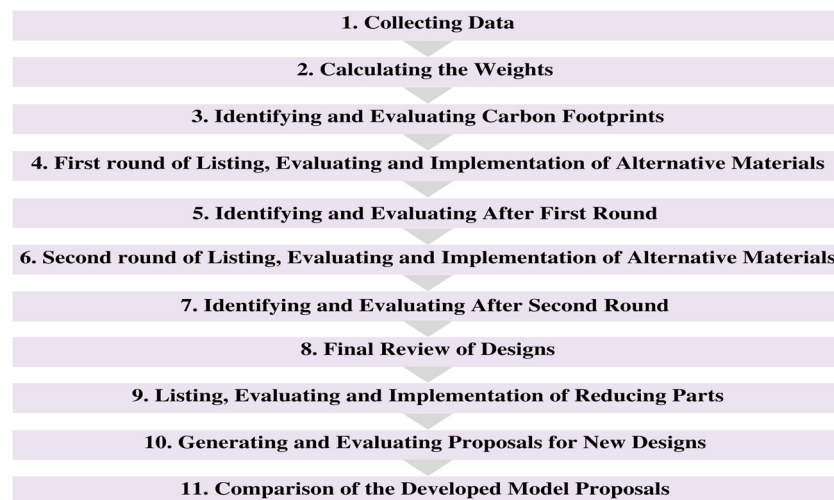 1. Collecting Data
2. Calculating the Weights
3. Identifying and Evaluating Carbon Footprints
4. First round of Listing, Evaluating and Implementation of Alternative Materials
5. Identifying and Evaluating After First Round
6. Second round of Listing, Evaluating and Implementation of Alternative Materials
7. Identifying and Evaluating After Second Round
8. Final Review of Designs
9. Listing, Evaluating and Implementation of Reducing Parts
10. Generating and Evaluating Proposals for New Designs
11. Comparison of the Developed Model Proposals